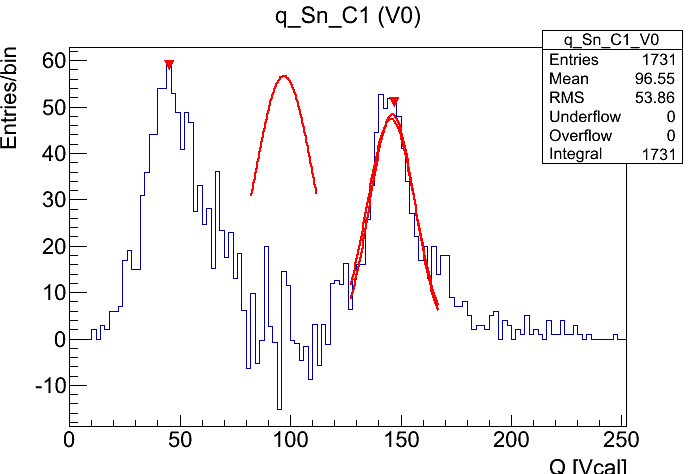 q_Sn_C1 (V0)
q_Sn_C1_V0
Entries 1731
Mean 96.55
RMS 53.86
Underflow 0
Overflow 0
Integral 1731
Entries/bin
60
50
40
30
20
10
0
-10
0 50 100 150 200 250
Q [Vcal]